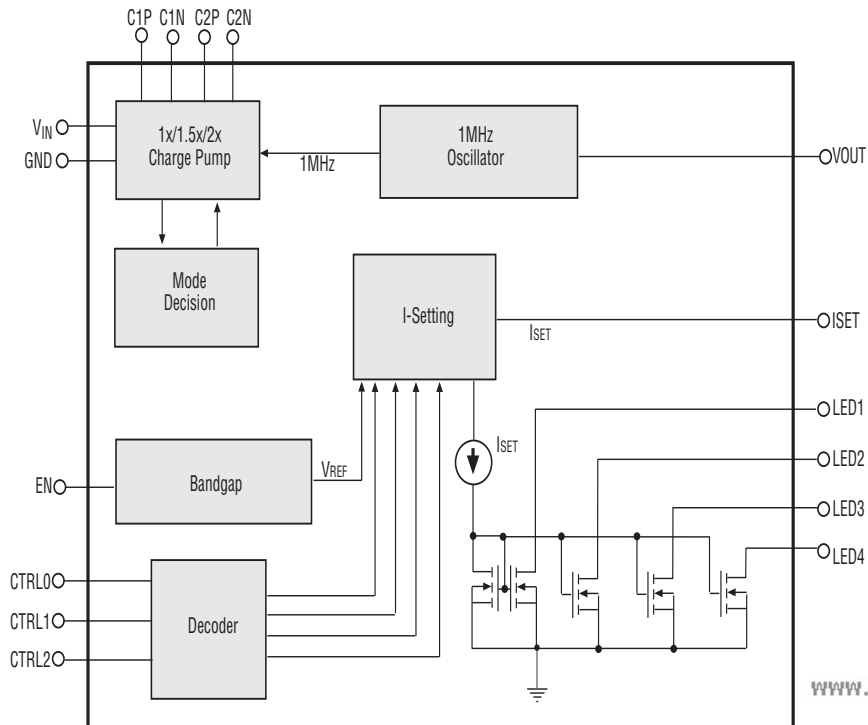 C1P C1N C2P C2N
VIN
GND
1x/1.5x/2x
Charge Pump
1MHz
1MHz
Oscillator
VOUT
Mode
Decision
I-Setting
ISET
ISET
LED1
ISET
LED2
EN
Bandgap
VREF
LED3
LED4
CTRL0
CTRL1
CTRL2
Decoder
www.